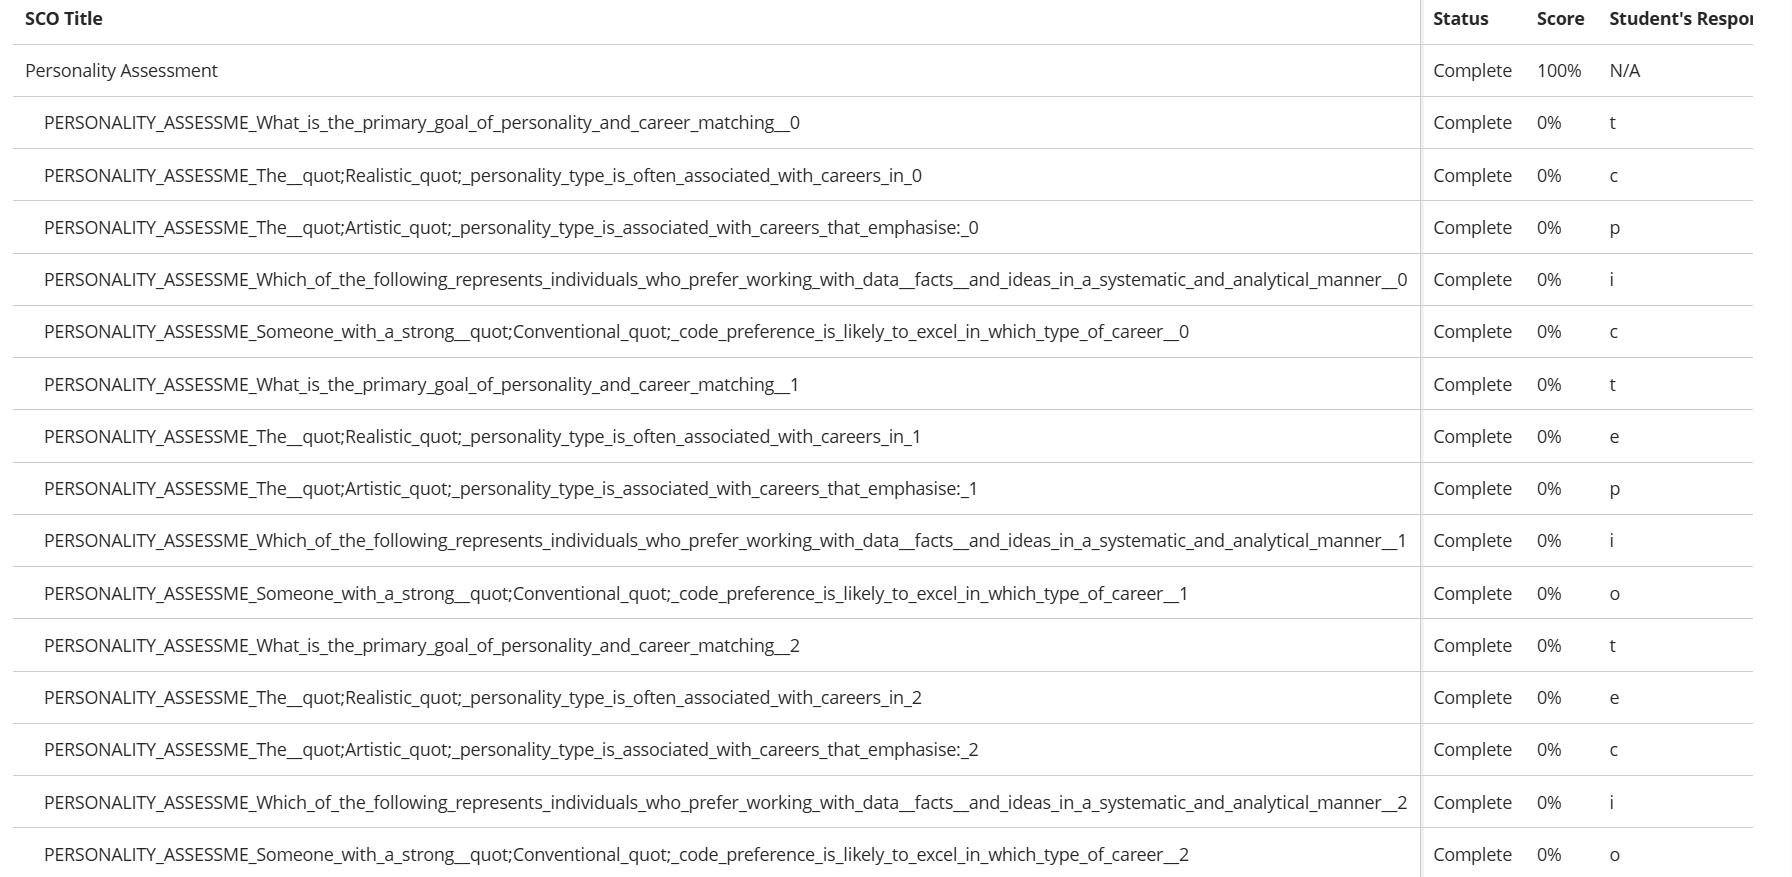 SCO Title Status Score Student's Respor
Personality Assessment Complete 100% N/A
PERSONALITY_ASSESSME_What_is_the_primary_goal_of_personality_and_career_matching__0 Complete 0% t
PERSONALITY_ASSESSME_The__quot;Realistic_quot;_personality_type_is_often_associated_with_careers_in_0 Complete 0% c
PERSONALITY_ASSESSME_The__quot;Artistic_quot;_personality_type_is_associated_with_careers_that_emphasise:_0 Complete 0% p
PERSONALITY_ASSESSME_Which_of_the_following_represents_individuals_who_prefer_working_with_data__facts__and_ideas_in_a_systematic_and_analytical_manner__0 Complete 0% i
PERSONALITY_ASSESSME_Someone_with_a_strong__quot;Conventional_quot;_code_preference_is_likely_to_excel_in_which_type_of_career__0 Complete 0% c
PERSONALITY_ASSESSME_What_is_the_primary_goal_of_personality_and_career_matching__1 Complete 0% t
PERSONALITY_ASSESSME_The__quot;Realistic_quot;_personality_type_is_often_associated_with_careers_in_1 Complete 0% e
PERSONALITY_ASSESSME_The__quot;Artistic_quot;_personality_type_is_associated_with_careers_that_emphasise:_1 Complete 0% p
PERSONALITY_ASSESSME_Which_of_the_following_represents_individuals_who_prefer_working_with_data__facts__and_ideas_in_a_systematic_and_analytical_manner__1 Complete 0% i
PERSONALITY_ASSESSME_Someone_with_a_strong__quot;Conventional_quot;_code_preference_is_likely_to_excel_in_which_type_of_career__1 Complete 0% o
PERSONALITY_ASSESSME_What_is_the_primary_goal_of_personality_and_career_matching__2 Complete 0% t
PERSONALITY_ASSESSME_The__quot;Realistic_quot;_personality_type_is_often_associated_with_careers_in_2 Complete 0% e
PERSONALITY_ASSESSME_The__quot;Artistic_quot;_personality_type_is_associated_with_careers_that_emphasise:_2 Complete 0% c
PERSONALITY_ASSESSME_Which_of_the_following_represents_individuals_who_prefer_working_with_data__facts__and_ideas_in_a_systematic_and_analytical_manner__2 Complete 0% i
PERSONALITY_ASSESSME_Someone_with_a_strong__quot;Conventional_quot;_code_preference_is_likely_to_excel_in_which_type_of_career__2 Complete 0% o